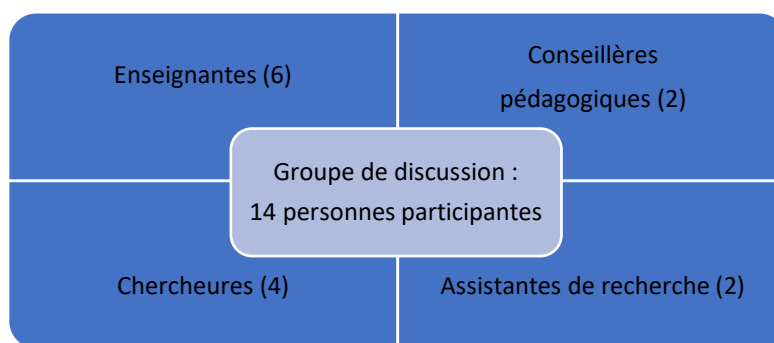 Enseignantes (6)
Conseillères
pédagogiques (2)
Groupe de discussion :
14 personnes participantes
Chercheures (4)
Assistantes de recherche (2)